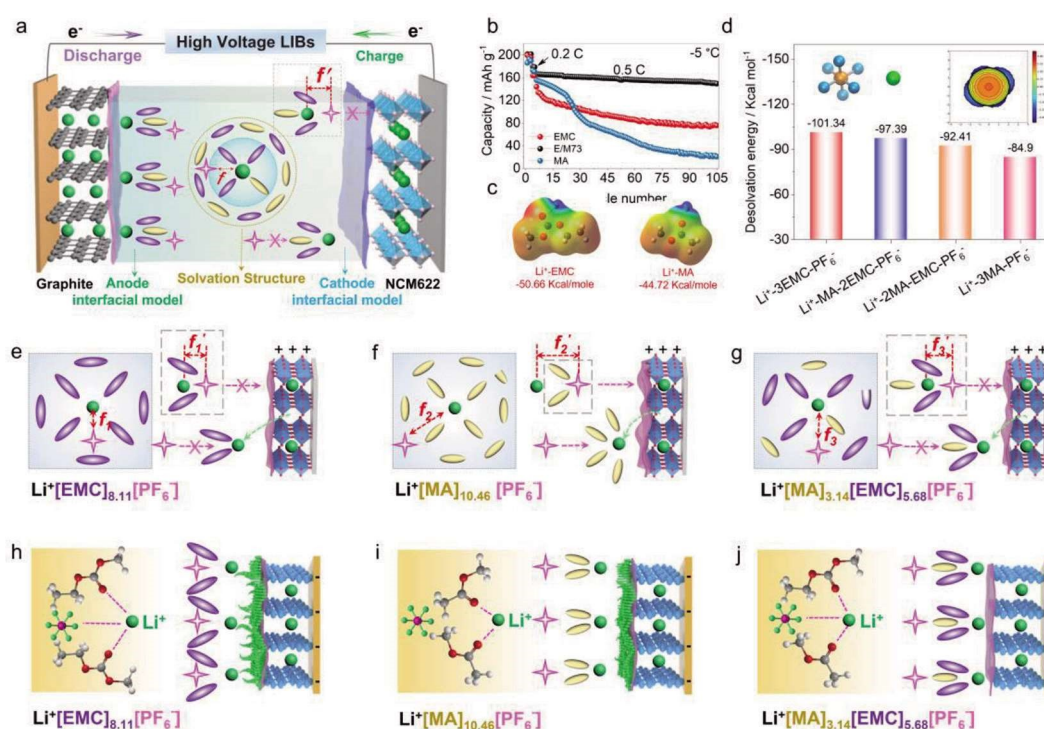 a
e⁻
e⁻
Discharge
High Voltage LIBs
Charge
f′
f
Graphite
Anode
interfacial model
Solvation Structure
Cathode
interfacial model
NCM622
b
200
160
120
80
40
0
0.2 C
0.5 C
-5 °C
EMC
E/M73
MA
Capacity / mAh g⁻¹
0 15 30 45 60 75 90 105
le number
c
Li⁺-EMC
-50.66 Kcal/mole
Li⁺-MA
-44.72 Kcal/mole
d
-150
-120
-90
-60
-30
Desolvation energy / Kcal mol⁻¹
-101.34
-97.39
-92.41
-84.9
Li⁺-3EMC-PF₆⁻
Li⁺-MA-2EMC-PF₆⁻
Li⁺-2MA-EMC-PF₆⁻
Li⁺-3MA-PF₆⁻
e
f₁′
+ + +
f₁
Li⁺[EMC]₈.₁₁[PF₆⁻]
f
f₂′
+ + +
f₂
Li⁺[MA]₁₀.₄₆[PF₆⁻]
g
f₃′
+ + +
f₃
Li⁺[MA]₃.₁₄[EMC]₅.₆₈[PF₆⁻]
h
Li⁺
Li⁺[EMC]₈.₁₁[PF₆⁻]
i
Li⁺
Li⁺[MA]₁₀.₄₆[PF₆⁻]
j
Li⁺
Li⁺[MA]₃.₁₄[EMC]₅.₆₈[PF₆⁻]